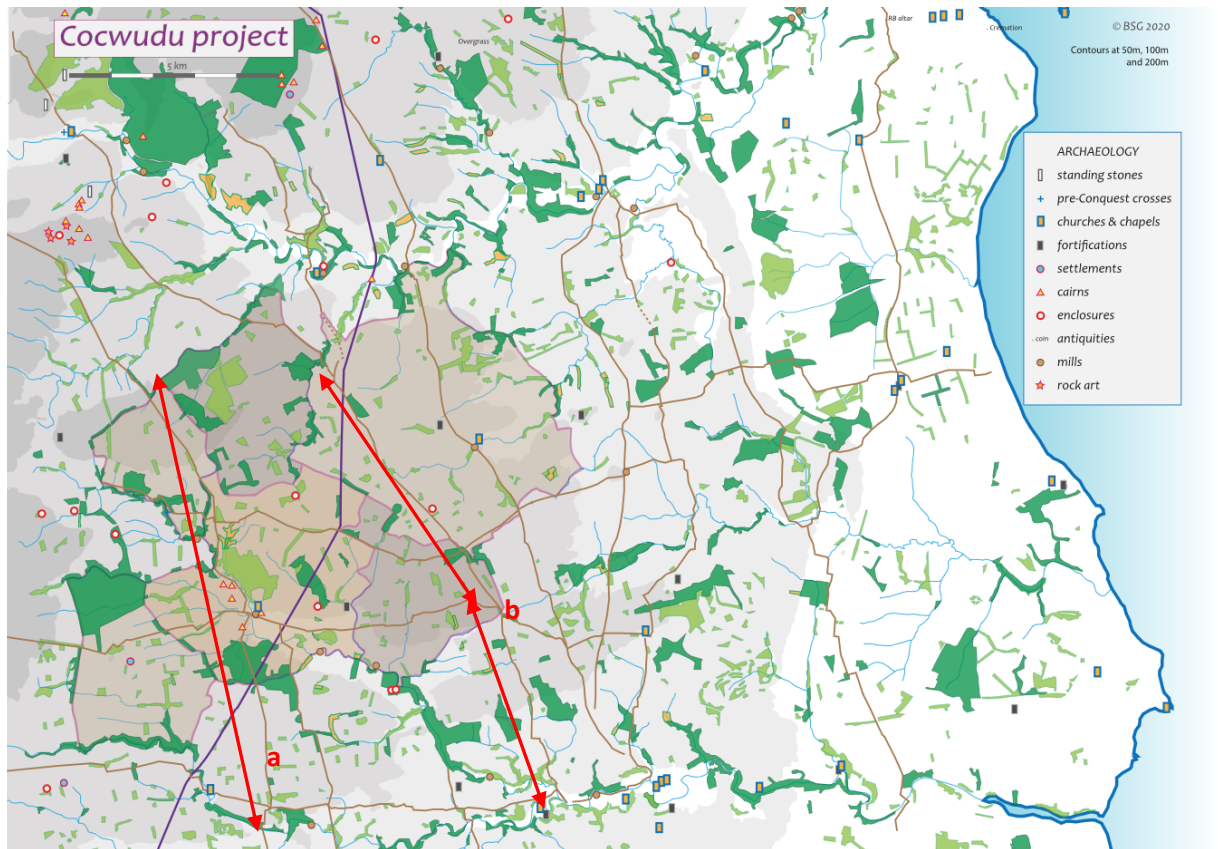 Cocwudu project
5 km
Overgrass
RB altar
. Cremation
© BSG 2020
Contours at 50m, 100m
and 200m
ARCHAEOLOGY
standing stones
pre-Conquest crosses
churches & chapels
fortifications
settlements
cairns
enclosures
. coin antiquities
mills
rock art
b
a